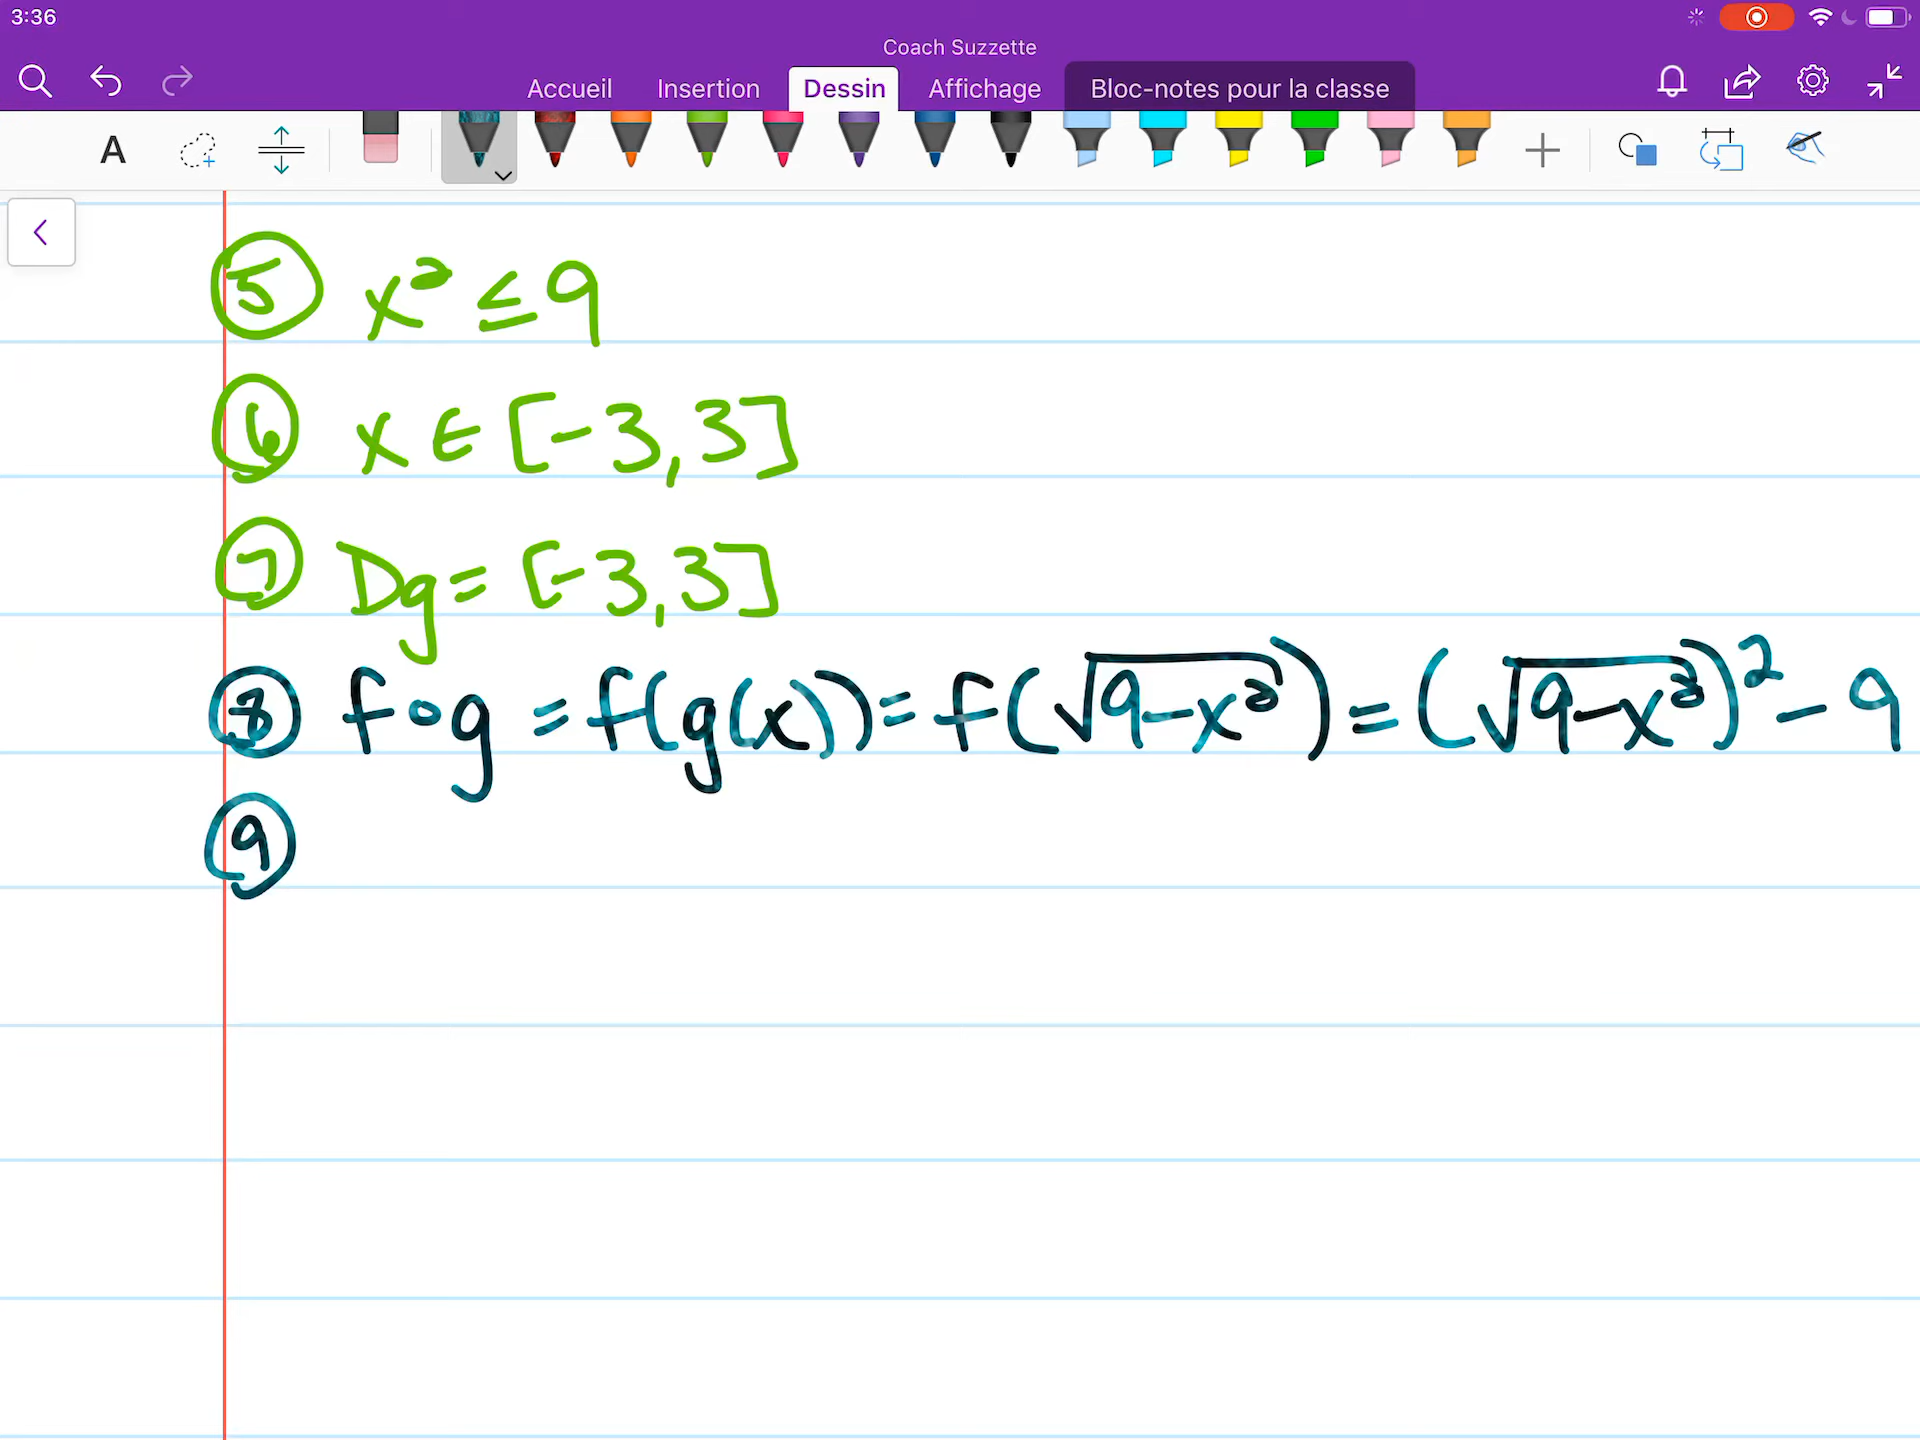 3:36
Coach Suzzette
Accueil Insertion Dessin Affichage Bloc-notes pour la classe
A
⑤ x² ≤ 9
⑥ x ∈ [-3,3]
⑦ Dg = [-3,3]
⑧ f∘g = f(g(x)) = f(√(9-x²)) = (√(9-x²))² - 9
⑨